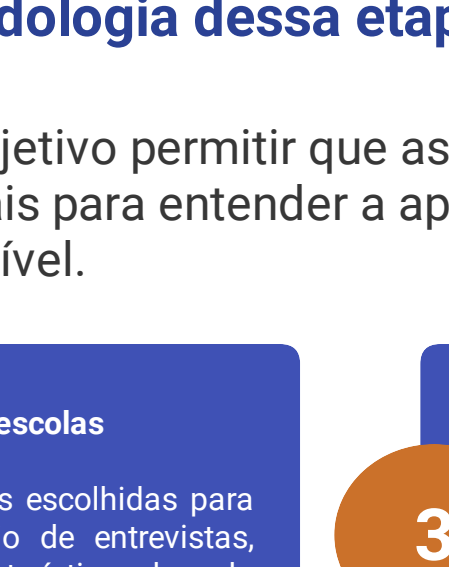 dologia dessa etap
jetivo permitir que as
is para entender a ap
ível.
escolas
s escolhidas para
o de entrevistas,
3